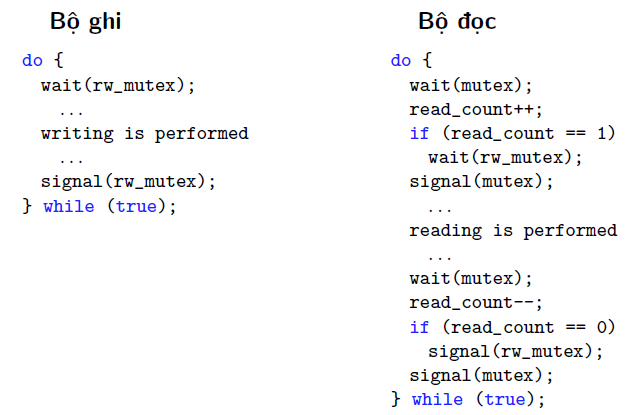 Bộ ghi
do {
wait(rw_mutex);
...
writing is performed
...
signal(rw_mutex);
} while (true);
Bộ đọc
do {
wait(mutex);
read_count++;
if (read_count == 1)
wait(rw_mutex);
signal(mutex);
...
reading is performed
...
wait(mutex);
read_count--;
if (read_count == 0)
signal(rw_mutex);
signal(mutex);
} while (true);